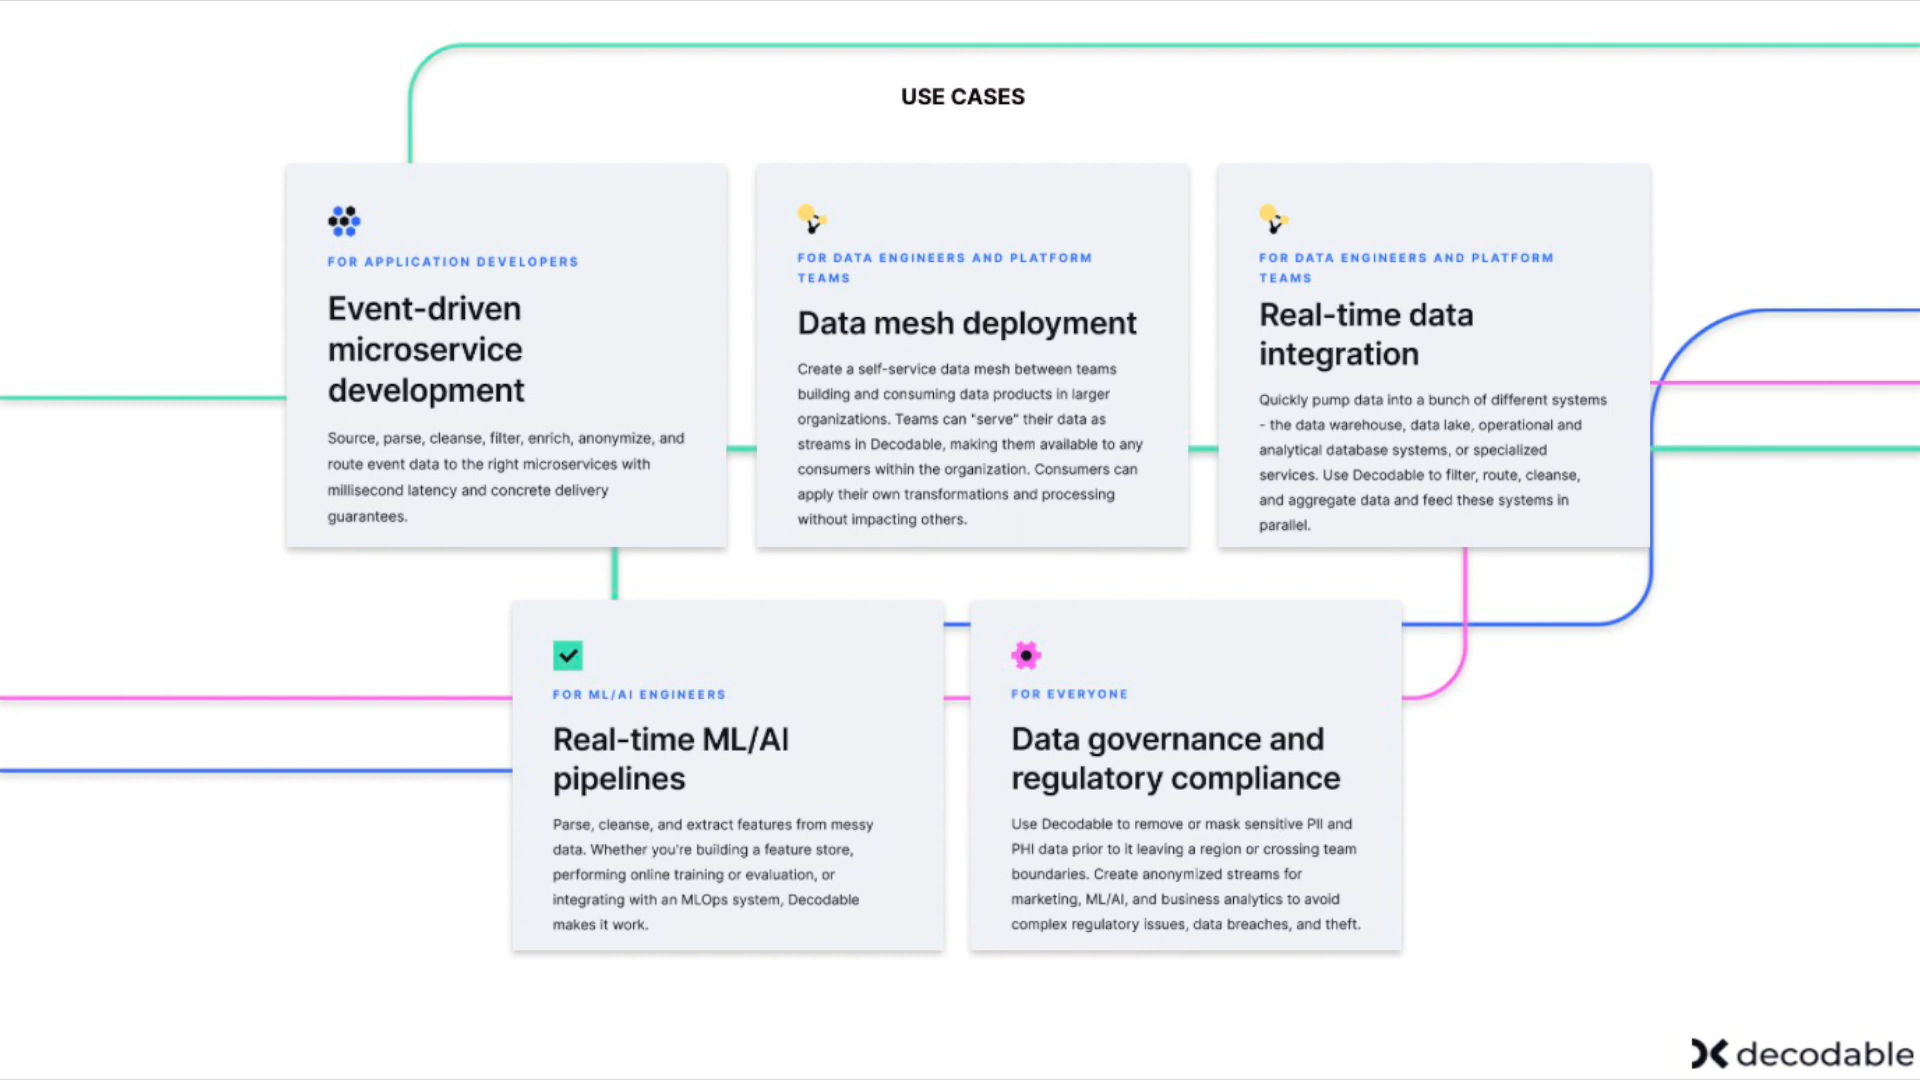 USE CASES
FOR APPLICATION DEVELOPERS
Event-driven
microservice
development
Source, parse, cleanse, filter, enrich, anonymize, and
route event data to the right microservices with
millisecond latency and concrete delivery
guarantees.
FOR DATA ENGINEERS AND PLATFORM
TEAMS
Data mesh deployment
Create a self-service data mesh between teams
building and consuming data products in larger
organizations. Teams can "serve" their data as
streams in Decodable, making them available to any
consumers within the organization. Consumers can
apply their own transformations and processing
without impacting others.
FOR DATA ENGINEERS AND PLATFORM
TEAMS
Real-time data
integration
Quickly pump data into a bunch of different systems
- the data warehouse, data lake, operational and
analytical database systems, or specialized
services. Use Decodable to filter, route, cleanse,
and aggregate data and feed these systems in
parallel.
FOR ML/AI ENGINEERS
Real-time ML/AI
pipelines
Parse, cleanse, and extract features from messy
data. Whether you're building a feature store,
performing online training or evaluation, or
integrating with an MLOps system, Decodable
makes it work.
FOR EVERYONE
Data governance and
regulatory compliance
Use Decodable to remove or mask sensitive PII and
PHI data prior to it leaving a region or crossing team
boundaries. Create anonymized streams for
marketing, ML/AI, and business analytics to avoid
complex regulatory issues, data breaches, and theft.
decodable